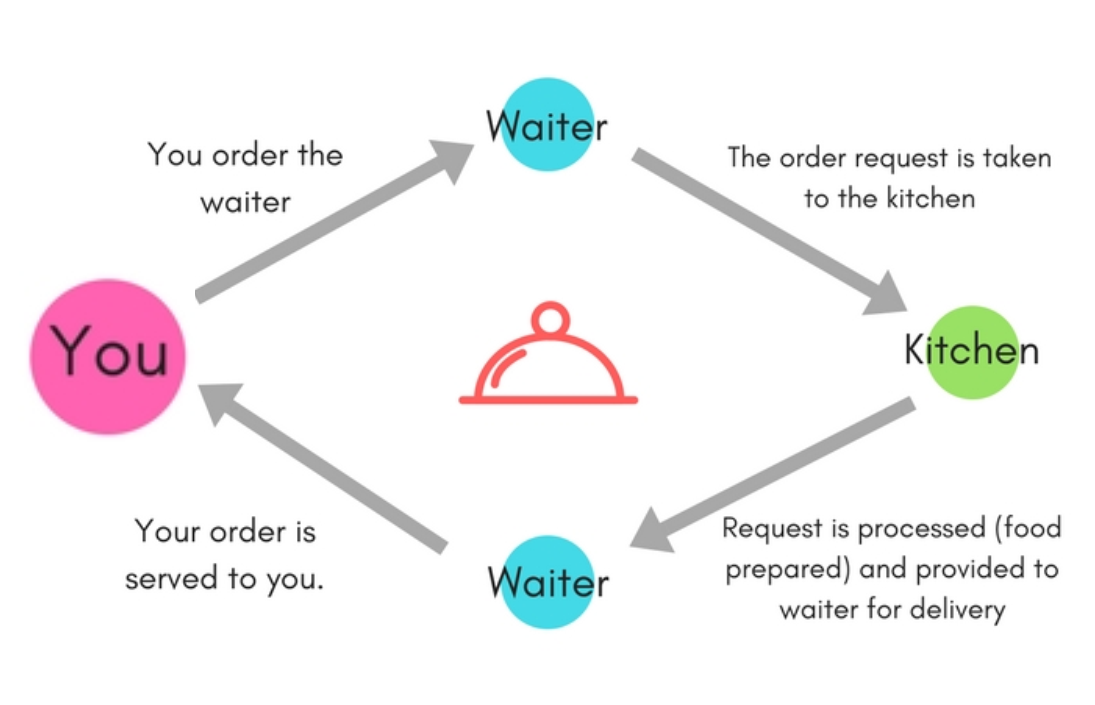 Waiter
You order the
waiter
The order request is taken
to the kitchen
You
Kitchen
Your order is
served to you.
Waiter
Request is processed (food
prepared) and provided to
waiter for delivery